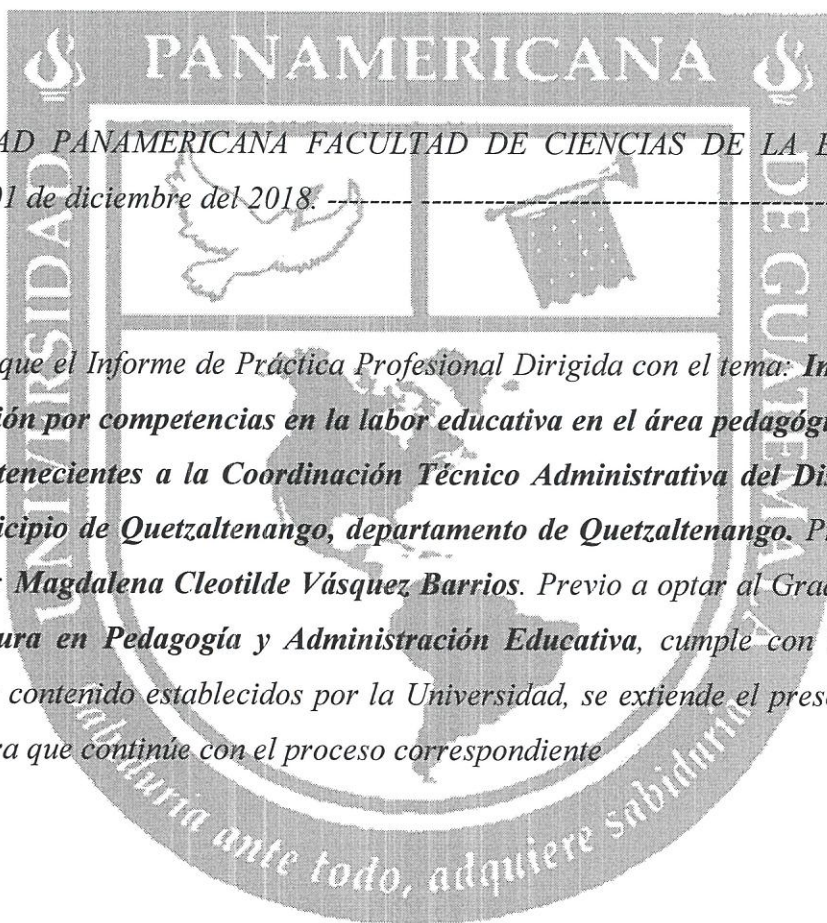 PANAMERICANA
UNIVERSIDAD
DE GUATEMALA
AD PANAMERICANA FACULTAD DE CIENCIAS DE LA E
01 de diciembre del 2018. -------- ----------------------------------------
que el Informe de Práctica Profesional Dirigida con el tema: In
ión por competencias en la labor educativa en el área pedagógi
tenecientes a la Coordinación Técnico Administrativa del Dis
icipio de Quetzaltenango, departamento de Quetzaltenango. P
: Magdalena Cleotilde Vásquez Barrios. Previo a optar al Grad
ura en Pedagogía y Administración Educativa, cumple con
contenido establecidos por la Universidad, se extiende el prese
ra que continúe con el proceso correspondiente
Sabiduría ante todo, adquiere sabiduría